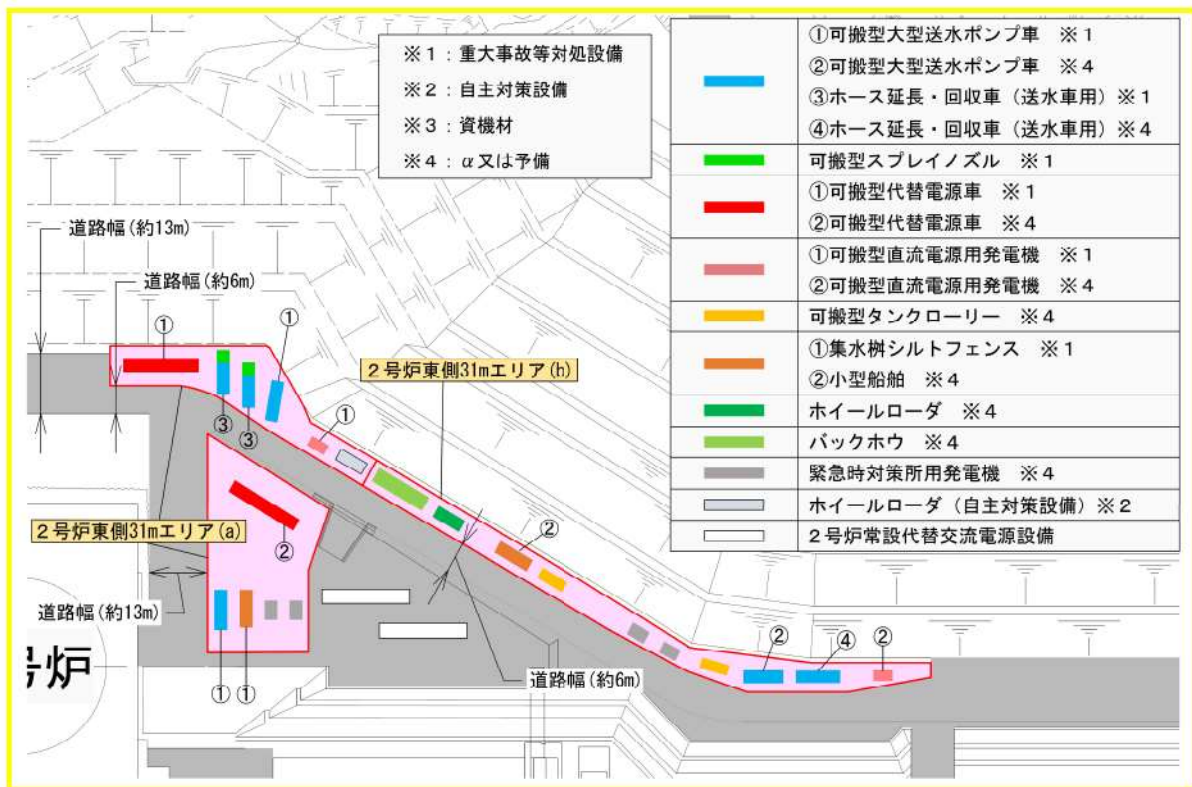 ※1：重大事故等対処設備
※2：自主対策設備
※3：資機材
※4：α又は予備
①可搬型大型送水ポンプ車 ※1
②可搬型大型送水ポンプ車 ※4
③ホース延長・回収車（送水車用）※1
④ホース延長・回収車（送水車用）※4
可搬型スプレイノズル ※1
①可搬型代替電源車 ※1
②可搬型代替電源車 ※4
①可搬型直流電源用発電機 ※1
②可搬型直流電源用発電機 ※4
可搬型タンクローリー ※4
①集水桝シルトフェンス ※1
②小型船舶 ※4
ホイールローダ ※4
バックホウ ※4
緊急時対策所用発電機 ※4
ホイールローダ（自主対策設備）※2
2号炉常設代替交流電源設備
道路幅(約13m)
道路幅(約6m)
①
①
2号炉東側31mエリア(h)
③
③
①
②
2号炉東側31mエリア(a)
②
道路幅(約13m)
②
④
②
道路幅(約6m)
号炉
①
①